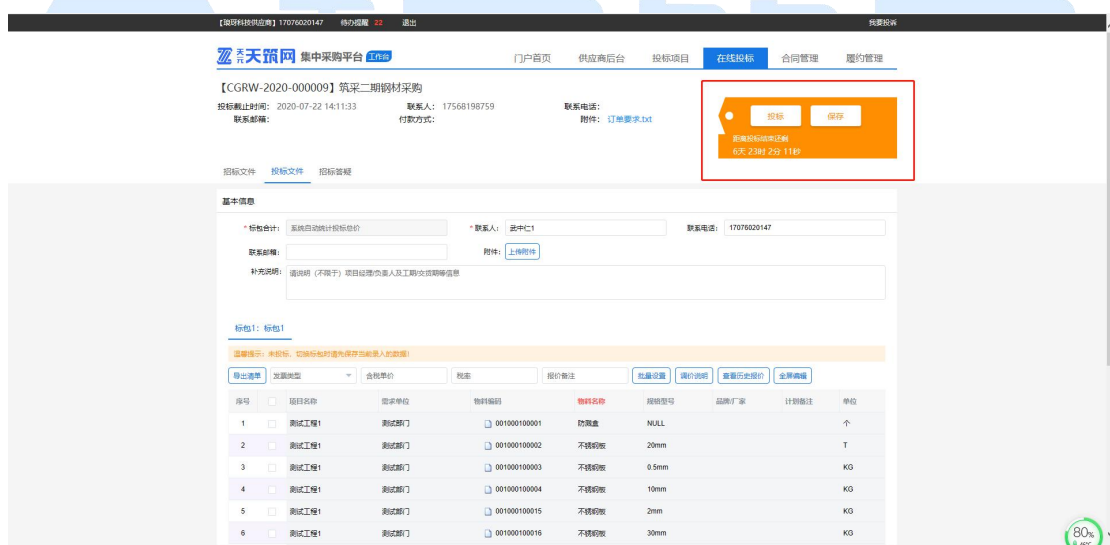 【琅琊科技供应商】17076020147 待办提醒 22 退出 我要投诉
天元 天筑网 集中采购平台 工作台 门户首页 供应商后台 投标项目 在线投标 合同管理 履约管理
【CGRW-2020-000009】筑采二期钢材采购
投标截止时间： 2020-07-22 14:11:33 联系人： 17568198759 联系电话：
联系邮箱： 付款方式： 附件： 订单要求.txt
投标 保存
距离投标结束还剩
6天 23时 2分 11秒
招标文件 投标文件 招标答疑
基本信息
* 标包合计： 系统自动统计投标总价 * 联系人： 武中仁1 联系电话： 17076020147
联系邮箱： 附件： 上传附件
补充说明： 请说明（不限于）项目经理/负责人及工期/交货期等信息
标包1：标包1
温馨提示：未投标、切换标包时请先保存当前录入的数据！
导出清单 发票类型 含税单价 税率 报价备注 批量设置 调价说明 查看历史报价 全屏编辑
序号 项目名称 需求单位 物料编码 物料名称 规格型号 品牌/厂家 计划备注 单位
1 测试工程1 测试部门 001000100001 防溅盒 NULL 个
2 测试工程1 测试部门 001000100002 不锈钢板 20mm T
3 测试工程1 测试部门 001000100003 不锈钢板 0.5mm KG
4 测试工程1 测试部门 001000100004 不锈钢板 10mm KG
5 测试工程1 测试部门 001000100015 不锈钢板 2mm KG
6 测试工程1 测试部门 001000100016 不锈钢板 30mm KG
80%